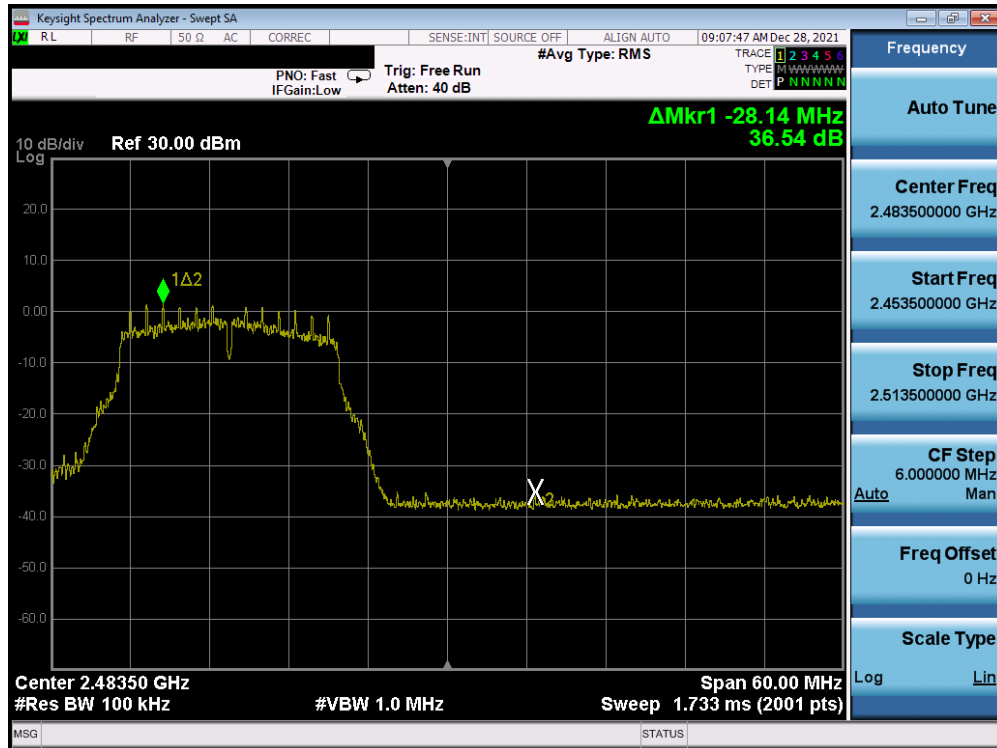 Keysight Spectrum Analyzer - Swept SA
LXI RL RF 50 Ω AC CORREC SENSE:INT SOURCE OFF ALIGN AUTO 09:07:47 AM Dec 28, 2021
#Avg Type: RMS
TRACE 1 2 3 4 5 6
PNO: Fast Trig: Free Run
TYPE M WWWWW
IFGain:Low Atten: 40 dB
DET P N N N N N
ΔMkr1 -28.14 MHz
36.54 dB
10 dB/div Ref 30.00 dBm
Log
20.0
10.0
1Δ2
0.00
-10.0
-20.0
-30.0
X2
-40.0
-50.0
-60.0
Center 2.48350 GHz Span 60.00 MHz
#Res BW 100 kHz #VBW 1.0 MHz Sweep 1.733 ms (2001 pts)
MSG STATUS
Frequency
Auto Tune
Center Freq
2.483500000 GHz
Start Freq
2.453500000 GHz
Stop Freq
2.513500000 GHz
CF Step
6.000000 MHz
Auto Man
Freq Offset
0 Hz
Scale Type
Log Lin